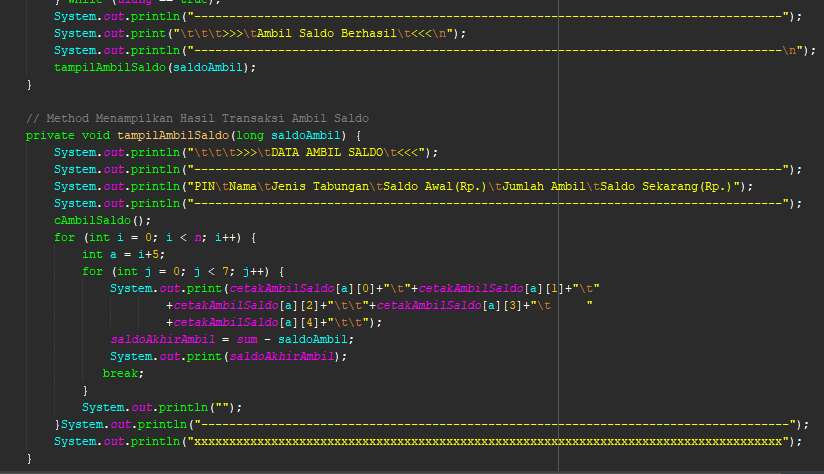 } while (ulang == true);
System.out.println("------------------------------------------------------------------------------------");
System.out.print("\t\t\t>>>\tAmbil Saldo Berhasil\t<<<\n");
System.out.println("------------------------------------------------------------------------------------\n");
tampilAmbilSaldo(saldoAmbil);
}
// Method Menampilkan Hasil Transaksi Ambil Saldo
private void tampilAmbilSaldo(long saldoAmbil) {
System.out.println("\t\t\t>>>\tDATA AMBIL SALDO\t<<<");
System.out.println("------------------------------------------------------------------------------------");
System.out.println("PIN\tNama\tJenis Tabungan\tSaldo Awal(Rp.)\tJumlah Ambil\tSaldo Sekarang(Rp.)");
System.out.println("------------------------------------------------------------------------------------");
cAmbilSaldo();
for (int i = 0; i < n; i++) {
int a = i+5;
for (int j = 0; j < 7; j++) {
System.out.print(cetakAmbilSaldo[a][0]+"\t"+cetakAmbilSaldo[a][1]+"\t"
+cetakAmbilSaldo[a][2]+"\t\t"+cetakAmbilSaldo[a][3]+"\t     "
+cetakAmbilSaldo[a][4]+"\t\t");
saldoAkhirAmbil = sum - saldoAmbil;
System.out.print(saldoAkhirAmbil);
break;
}
System.out.println("");
}System.out.println("------------------------------------------------------------------------------------");
System.out.println("xxxxxxxxxxxxxxxxxxxxxxxxxxxxxxxxxxxxxxxxxxxxxxxxxxxxxxxxxxxxxxxxxxxxxxxxxxxxxxxxxxxx");
}